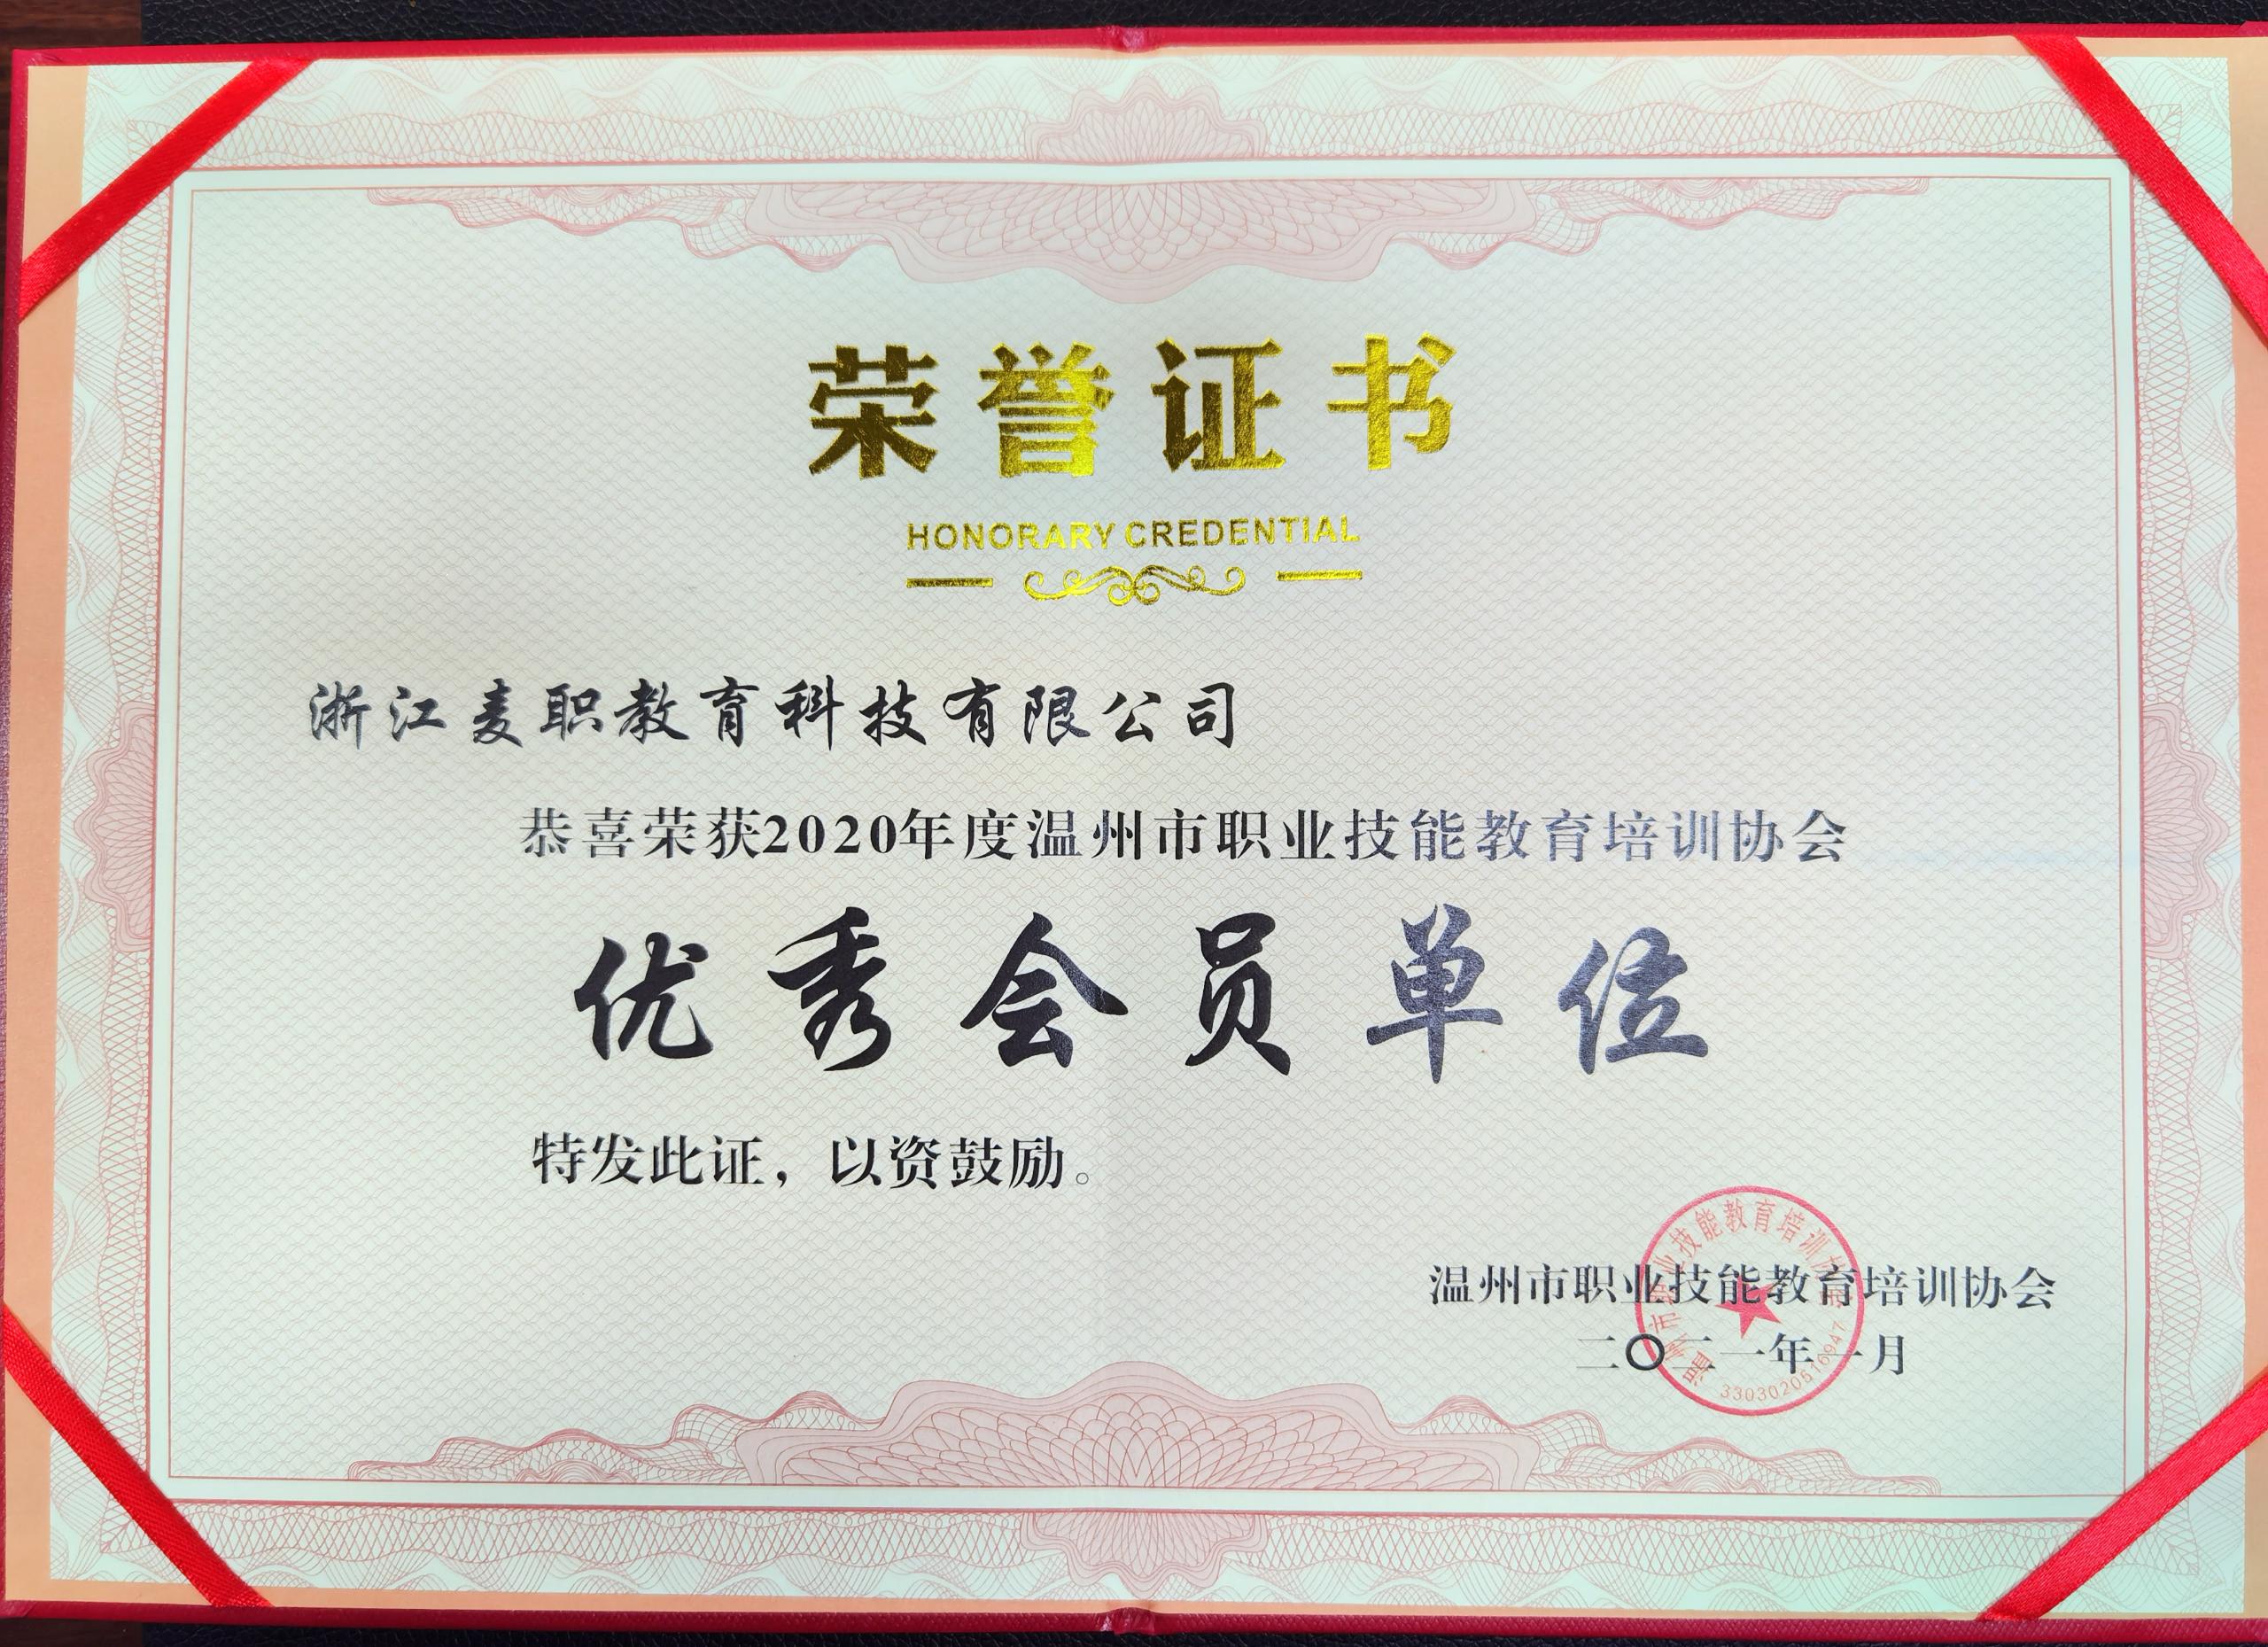 荣誉证书
HONORARY CREDENTIAL
浙江麦职教育科技有限公司
恭喜荣获2020年度温州市职业技能教育培训协会
优秀会员单位
特发此证，以资鼓励。
温州市职业技能教育培训协会
二〇二一年一月